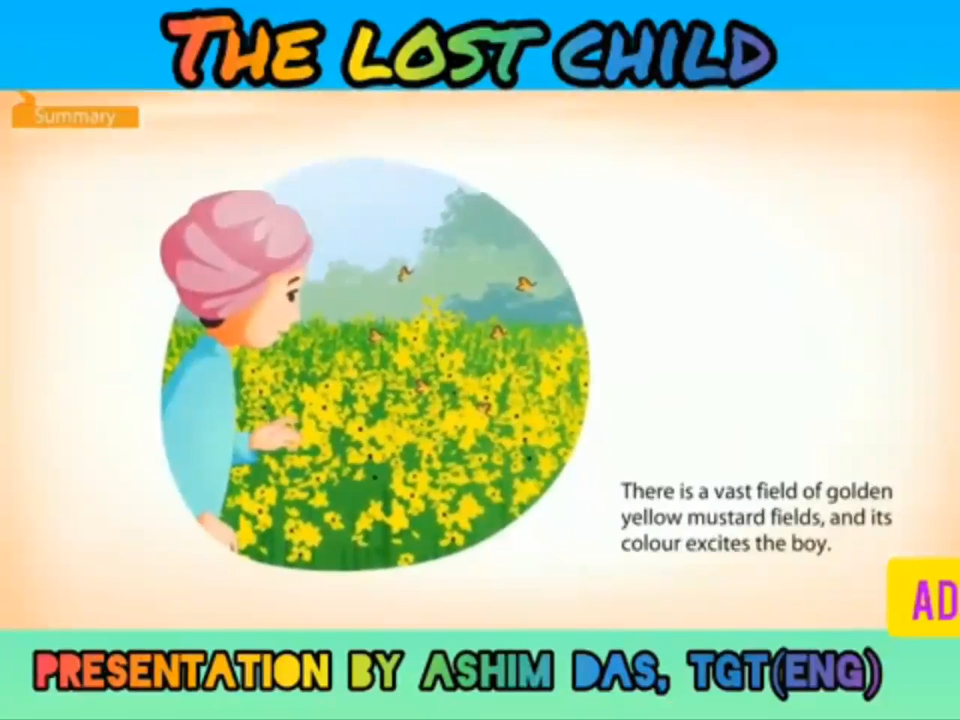 THE LOST CHILD
Summary
There is a vast field of golden
yellow mustard fields, and its
colour excites the boy.
AD
PRESENTATION BY ASHIM DAS, TGT(ENG)